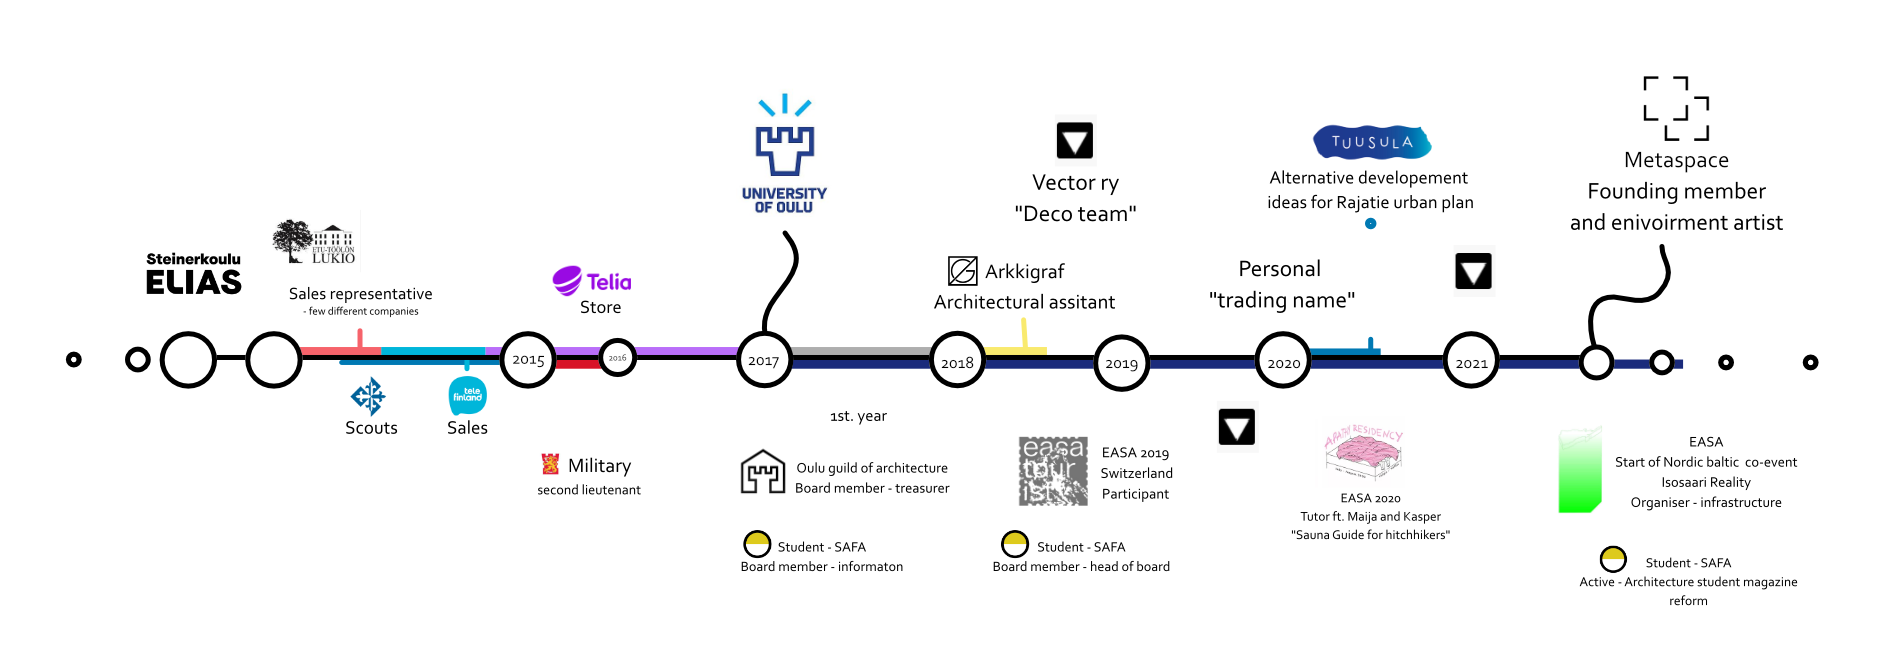 Steinerkoulu
ELIAS
ETU-TÖÖLÖN
LUKIO
Sales representative
- few different companies
Scouts
tele
finland
Sales
2015
Telia
Store
2016
Military
second lieutenant
UNIVERSITY
OF OULU
2017
1st. year
Oulu guild of architecture
Board member - treasurer
Student - SAFA
Board member - informaton
Vector ry
"Deco team"
Arkkigraf
Architectural assitant
2018
2019
easa
tour
ist
EASA 2019
Switzerland
Participant
Student - SAFA
Board member - head of board
TUUSULA
Alternative developement
ideas for Rajatie urban plan
Personal
"trading name"
2020
2021
APATHY RESIDENCY
EASA 2020
Tutor ft. Maija and Kasper
"Sauna Guide for hitchhikers"
Metaspace
Founding member
and enivoirment artist
EASA
Start of Nordic baltic co-event
Isosaari Reality
Organiser - infrastructure
Student - SAFA
Active - Architecture student magazine
reform